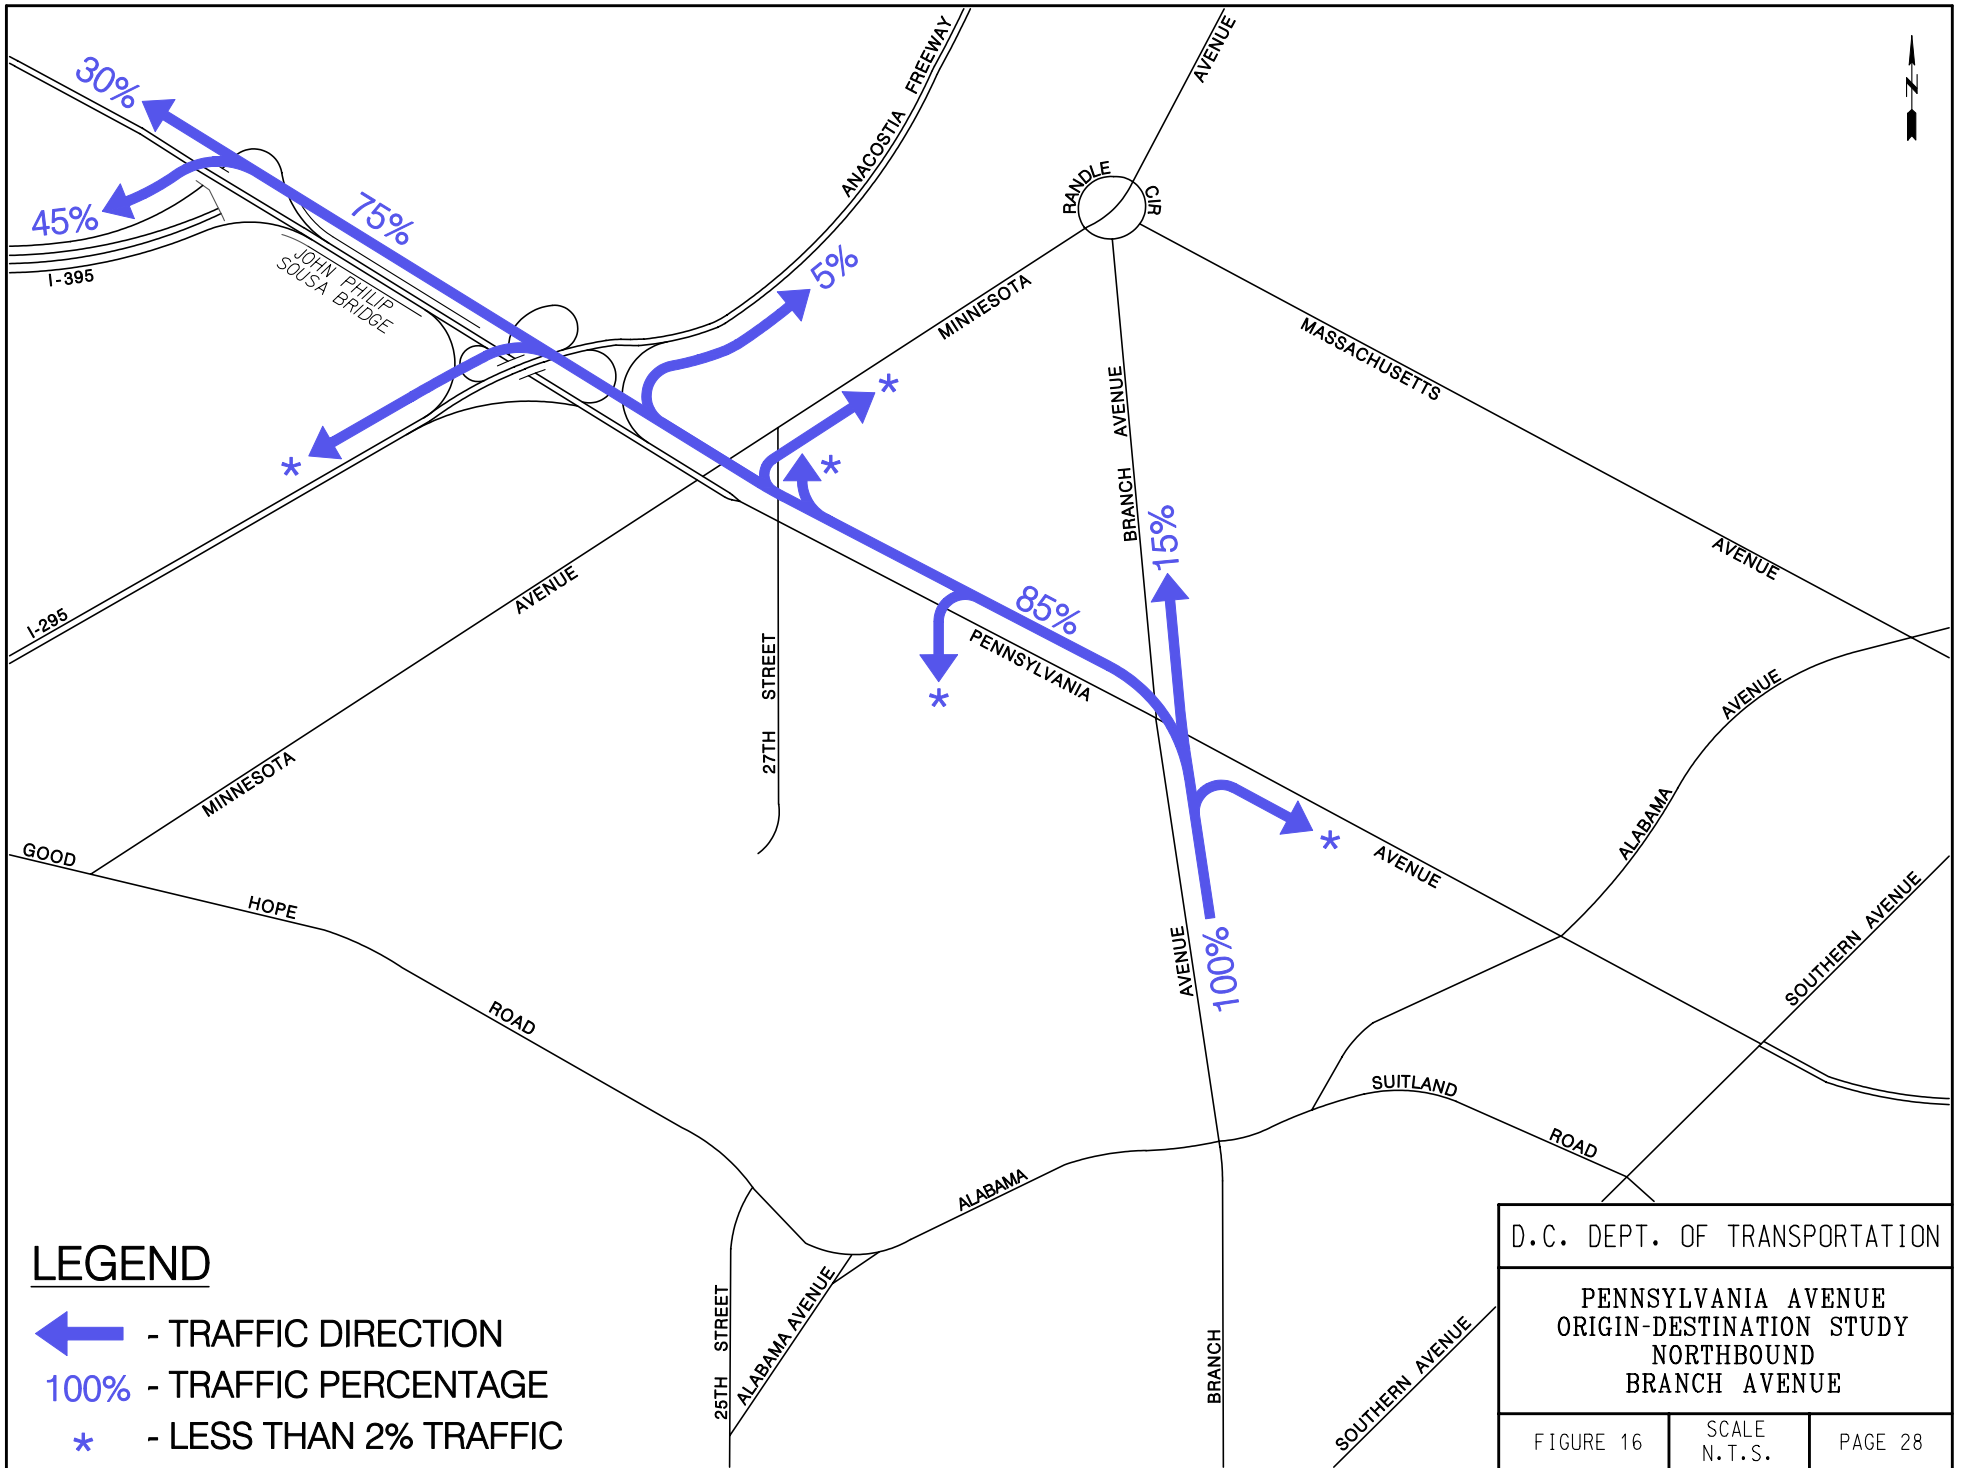 30%
45%
75%
I-395
JOHN PHILIP
SOUSA BRIDGE
ANACOSTIA FREEWAY
5%
AVENUE
RANDLE CIR
MINNESOTA
MASSACHUSETTS
AVENUE
*
*
*
BRANCH AVENUE
15%
I-295
AVENUE
85%
PENNSYLVANIA
*
27TH STREET
MINNESOTA
AVENUE
ALABAMA
*
AVENUE
GOOD
HOPE
ROAD
AVENUE
100%
SOUTHERN AVENUE
SUITLAND
ROAD
ALABAMA
25TH STREET
ALABAMA AVENUE
BRANCH
SOUTHERN AVENUE
LEGEND
- TRAFFIC DIRECTION
100% - TRAFFIC PERCENTAGE
* - LESS THAN 2% TRAFFIC
D.C. DEPT. OF TRANSPORTATION
PENNSYLVANIA AVENUE
ORIGIN-DESTINATION STUDY
NORTHBOUND
BRANCH AVENUE
FIGURE 16
SCALE
N.T.S.
PAGE 28
N